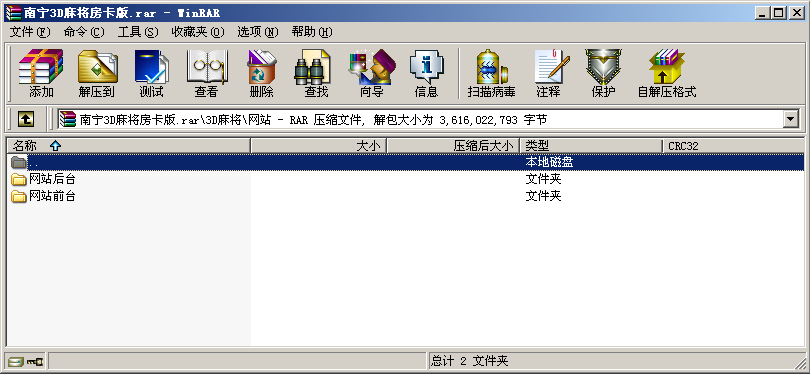 南宁3D麻将房卡版.rar - WinRAR
文件(F) 命令(C) 工具(S) 收藏夹(O) 选项(N) 帮助(H)
添加 解压到 测试 查看 删除 查找 向导 信息 扫描病毒 注释 保护 自解压格式
南宁3D麻将房卡版.rar\3D麻将\网站 - RAR 压缩文件, 解包大小为 3,616,022,793 字节
名称 大小 压缩后大小 类型 CRC32
.. 本地磁盘
网站后台 文件夹
网站前台 文件夹
总计 2 文件夹